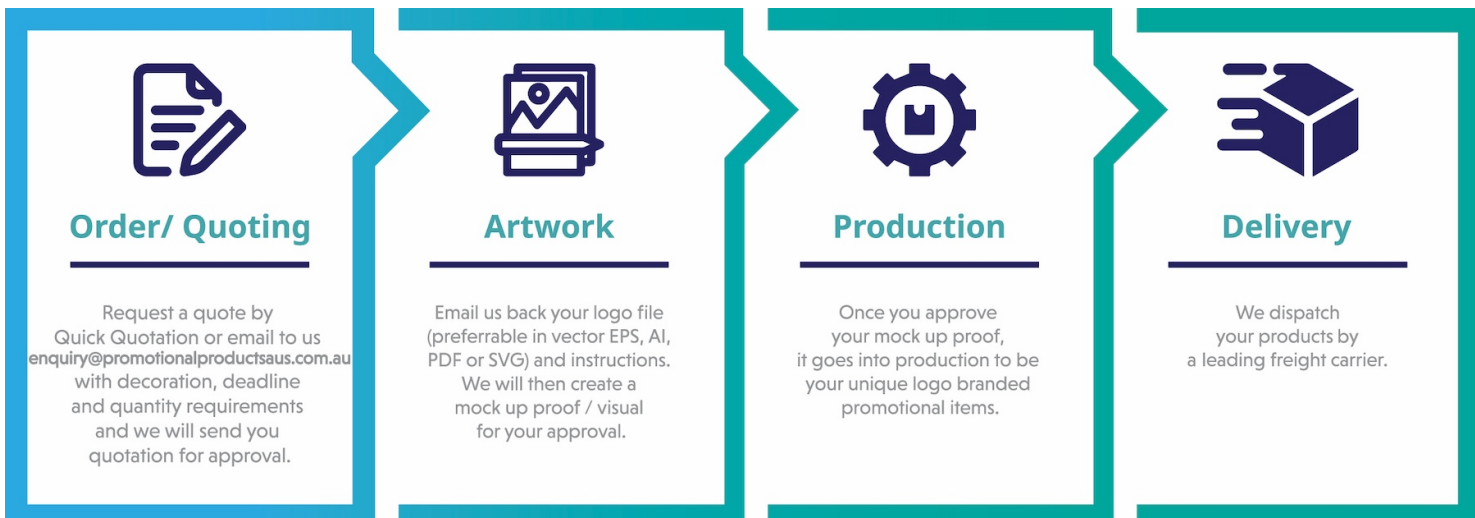 Order/ Quoting
Request a quote by
Quick Quotation or email to us
enquiry@promotionalproductsaus.com.au
with decoration, deadline
and quantity requirements
and we will send you
quotation for approval.
Artwork
Email us back your logo file
(preferrable in vector EPS, AI,
PDF or SVG) and instructions.
We will then create a
mock up proof / visual
for your approval.
Production
Once you approve
your mock up proof,
it goes into production to be
your unique logo branded
promotional items.
Delivery
We dispatch
your products by
a leading freight carrier.